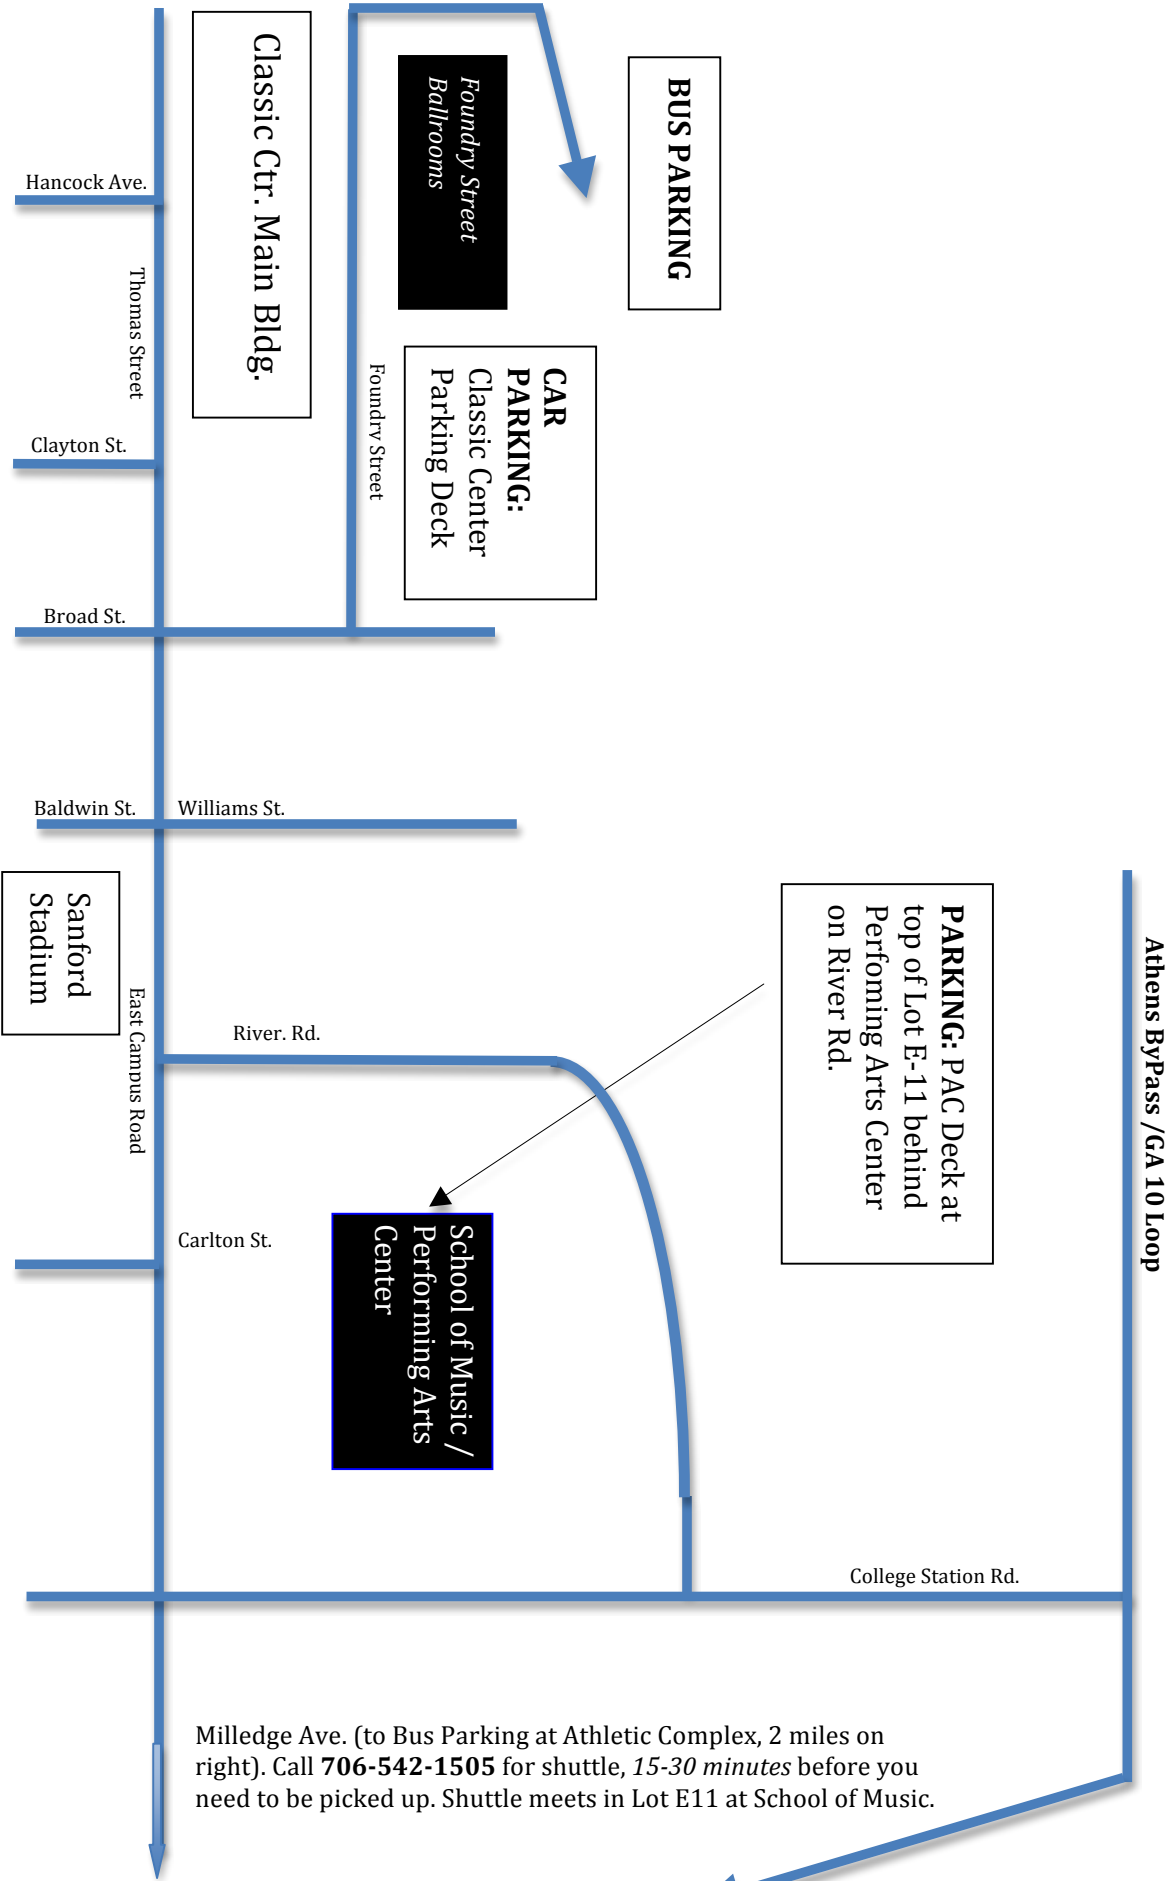 BUS PARKING
Foundry Street
Ballrooms
Classic Ctr. Main Bldg.
Hancock Ave.
Thomas Street
CAR
PARKING:
Classic Center
Parking Deck
Foundry Street
Clayton St.
Broad St.
Baldwin St.
Williams St.
Sanford
Stadium
East Campus Road
PARKING: PAC Deck at
top of Lot E-11 behind
Perfoming Arts Center
on River Rd.
Athens ByPass /GA 10 Loop
River. Rd.
Carlton St.
School of Music /
Performing Arts
Center
College Station Rd.
Milledge Ave. (to Bus Parking at Athletic Complex, 2 miles on
right). Call 706-542-1505 for shuttle, 15-30 minutes before you
need to be picked up. Shuttle meets in Lot E11 at School of Music.